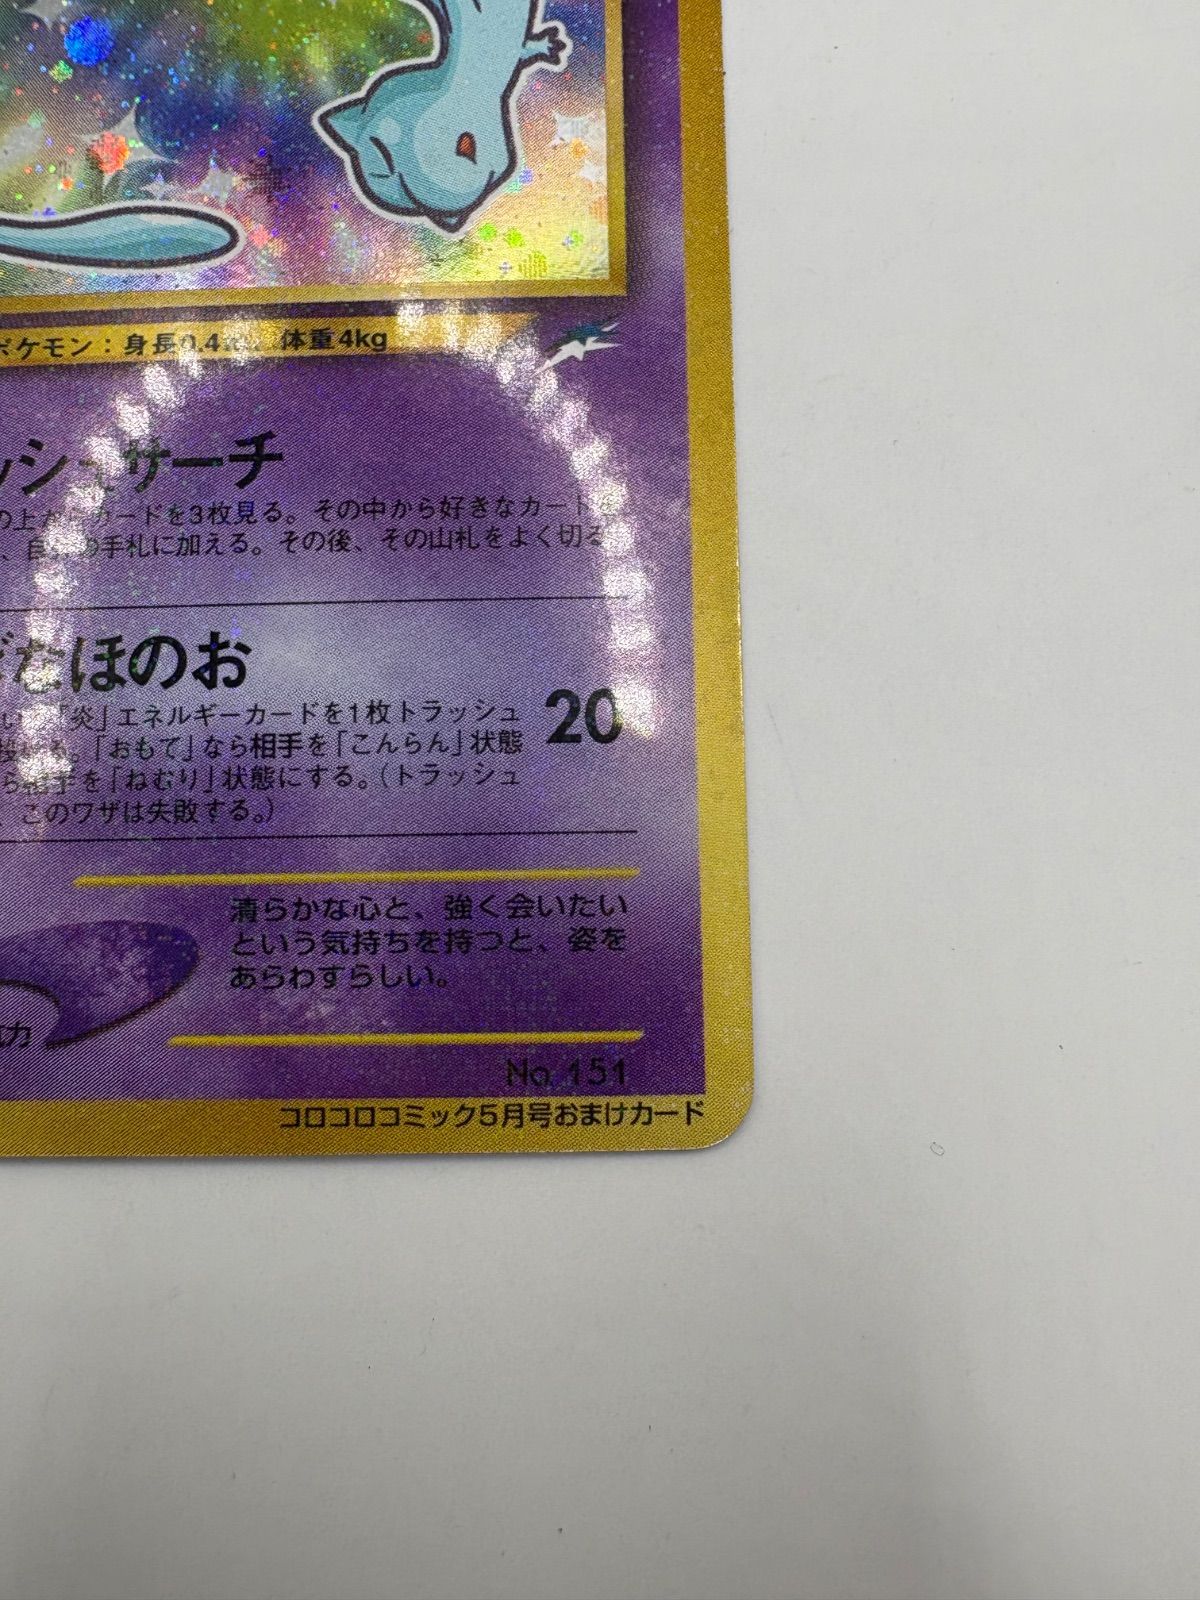 ポケモン：身長0.4m、体重4kg
ッシュサーチ
の上からカードを3枚見る。その中から好きなカードを
、自分の手札に加える。その後、その山札をよく切る。
ぎなほのお
「炎」エネルギーカードを1枚トラッシュ
20
「おもて」なら相手を「こんらん」状態
ら相手を「ねむり」状態にする。（トラッシュ
、このワザは失敗する。）
清らかな心と、強く会いたい
という気持ちを持つと、姿を
あらわすらしい。
力
No. 151
コロコロコミック5月号おまけカード